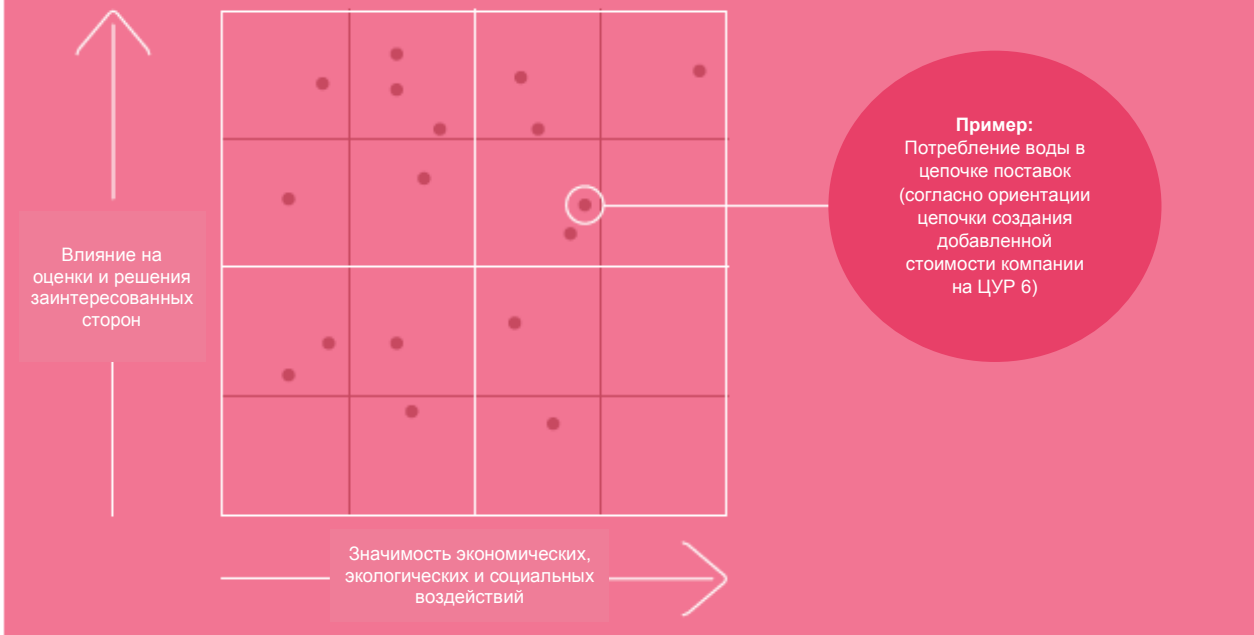 Влияние на
оценки и решения
заинтересованных
сторон
Пример:
Потребление воды в
цепочке поставок
(согласно ориентации
цепочки создания
добавленной
стоимости компании
на ЦУР 6)
Значимость экономических,
экологических и социальных
воздействий